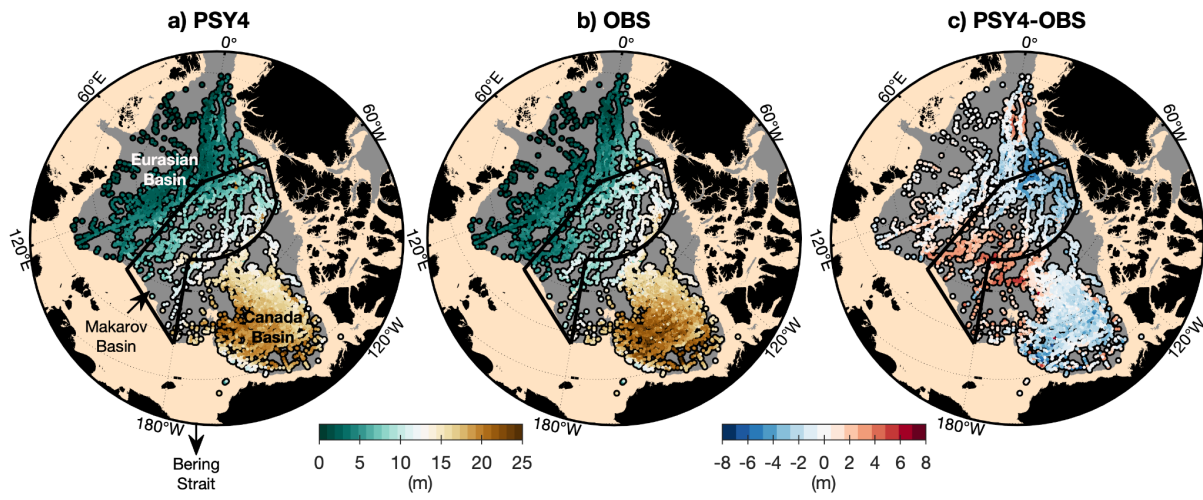 a) PSY4
b) OBS
c) PSY4-OBS
0°
0°
0°
60°E
60°W
60°E
60°W
60°E
60°W
Eurasian
Basin
120°E
120°E
120°E
Makarov
Basin
Canada
Basin
120°W
120°W
120°W
180°W
180°W
180°W
Bering
Strait
0 5 10 15 20 25
(m)
-8 -6 -4 -2 0 2 4 6 8
(m)